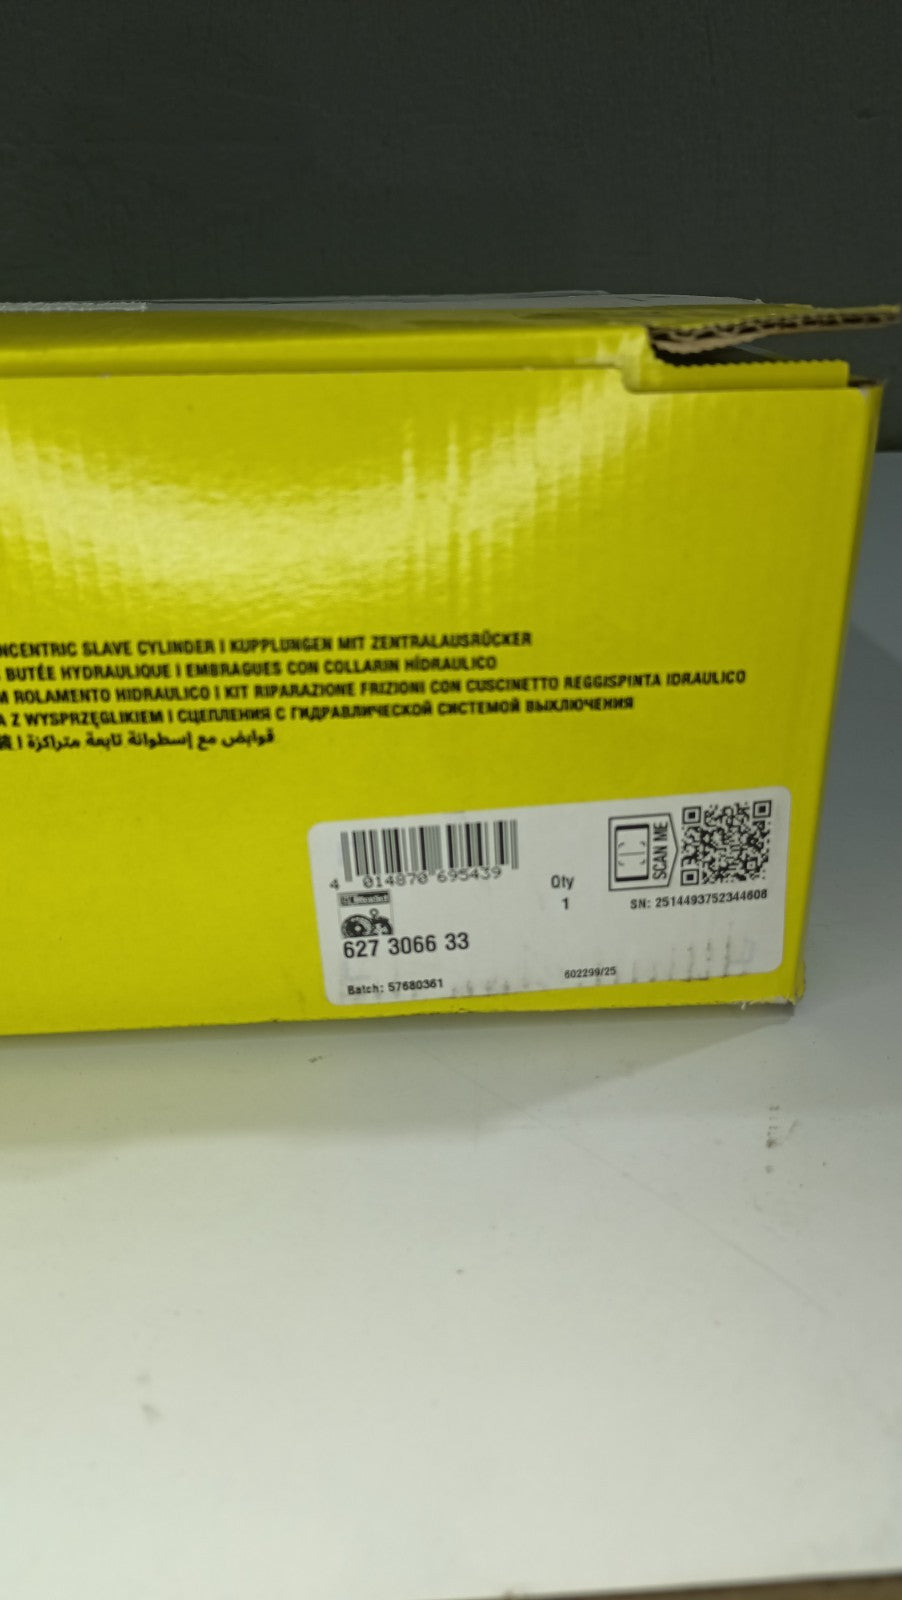 CONCENTRIC SLAVE CYLINDER | KUPPLUNGEN MIT ZENTRALAUSRÜCKER
BUTÉE HYDRAULIQUE | EMBRAGUES CON COLLARIN HÍDRAULICO
ROLAMENTO HIDRAULICO | KIT RIPARAZIONE FRIZIONI CON CUSCINETTO REGGISPINTA IDRAULICO
Z WYSPRZĘGLIKIEM | СЦЕПЛЕНИЯ С ГИДРАВЛИЧЕСКОЙ СИСТЕМОЙ ВЫКЛЮЧЕНИЯ
قوابض مع إسطوانة تابعة متراكزة |
4 014870 695439
Qty
1
SCAN ME
SN: 2514493752344608
627 3066 33
Batch: 57680361
602299/25